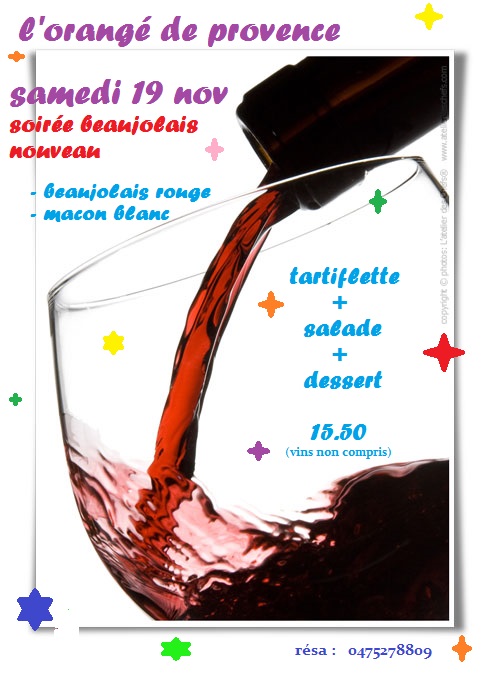 l'orangé de provence
samedi 19 nov
soirée beaujolais
nouveau
- beaujolais rouge
- macon blanc
tartiflette
+
salade
+
dessert
15.50
(vins non compris)
résa : 0475278809